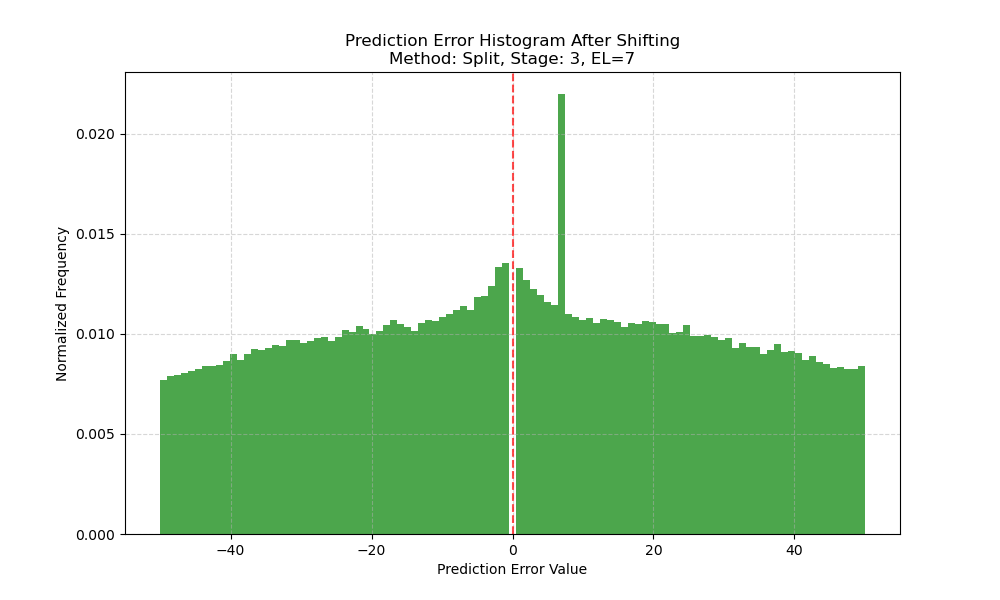 Prediction Error Histogram After Shifting
Method: Split, Stage: 3, EL=7
Normalized Frequency
0.020
0.015
0.010
0.005
0.000
−40
−20
0
20
40
Prediction Error Value